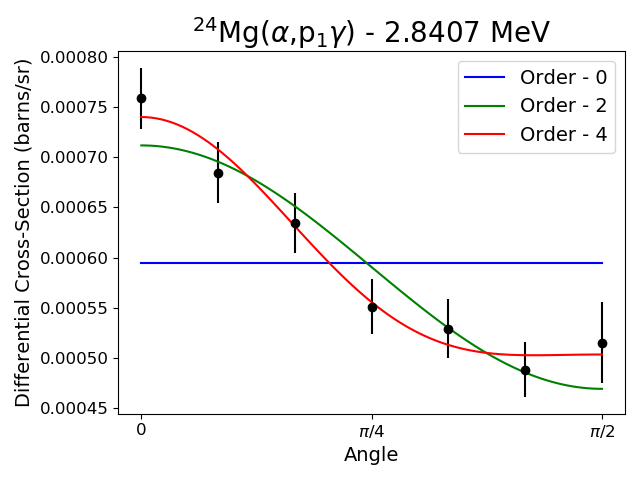 ²⁴Mg(α,p₁γ) - 2.8407 MeV
Differential Cross-Section (barns/sr)
0.00080
0.00075
0.00070
0.00065
0.00060
0.00055
0.00050
0.00045
Order - 0
Order - 2
Order - 4
0
π/4
π/2
Angle